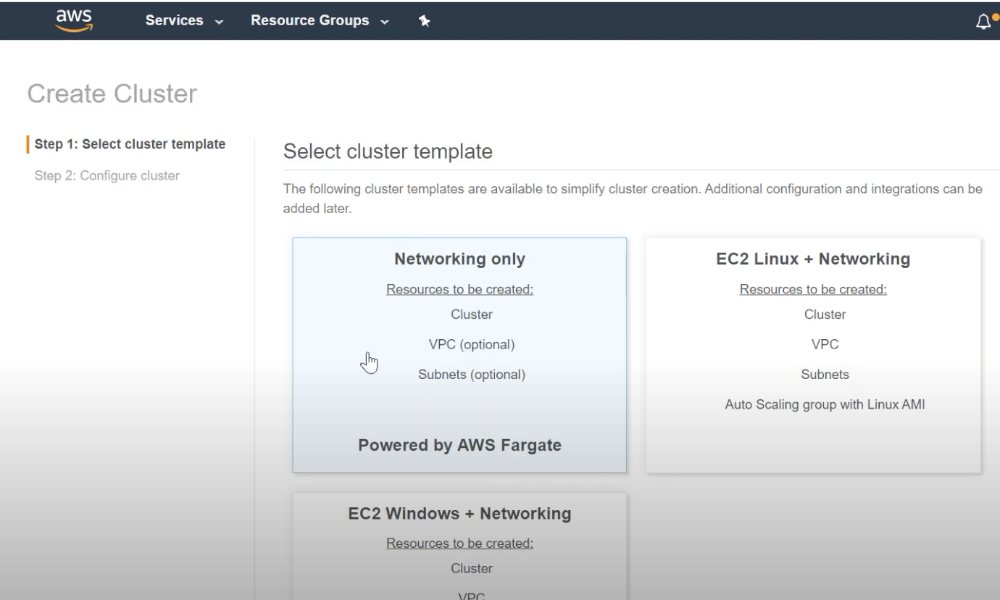 aws
Services
Resource Groups
Create Cluster
Step 1: Select cluster template
Step 2: Configure cluster
Select cluster template
The following cluster templates are available to simplify cluster creation. Additional configuration and integrations can be
added later.
Networking only
Resources to be created:
Cluster
VPC (optional)
Subnets (optional)
Powered by AWS Fargate
EC2 Linux + Networking
Resources to be created:
Cluster
VPC
Subnets
Auto Scaling group with Linux AMI
EC2 Windows + Networking
Resources to be created:
Cluster
VPC